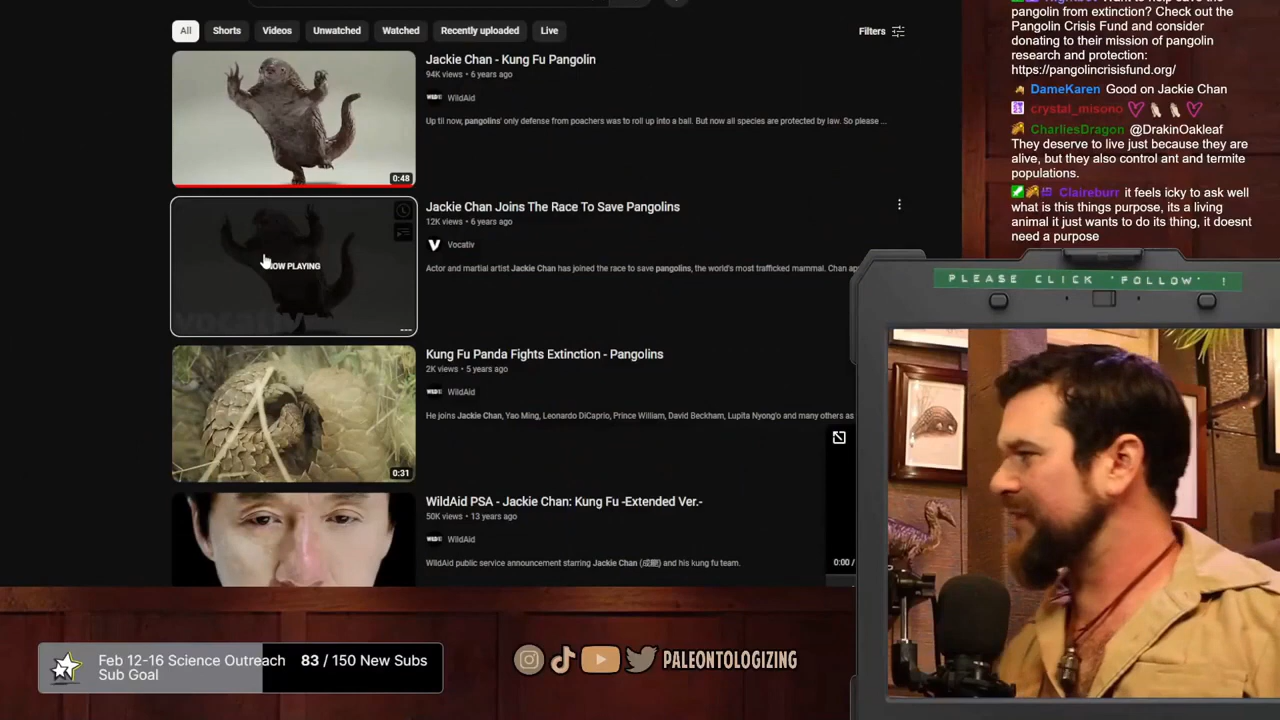 All
Shorts
Videos
Unwatched
Watched
Recently uploaded
Live
Filters
Jackie Chan - Kung Fu Pangolin
94K views • 6 years ago
WildAid
Up til now, pangolins' only defense from poachers was to roll up into a ball. But now all species are protected by law. So please ...
0:48
Jackie Chan Joins The Race To Save Pangolins
12K views • 6 years ago
Vocativ
Actor and martial artist Jackie Chan has joined the race to save pangolins, the world's most trafficked mammal. Chan
NOW PLAYING
Kung Fu Panda Fights Extinction - Pangolins
2K views • 5 years ago
WildAid
He joins Jackie Chan, Yao Ming, Leonardo DiCaprio, Prince William, David Beckham, Lupita Nyong'o and many others as
0:31
WildAid PSA - Jackie Chan: Kung Fu -Extended Ver.-
50K views • 13 years ago
WildAid
WildAid public service announcement starring Jackie Chan (成龍) and his kung fu team.
0:00 /
pangolin from extinction? Check out the
Pangolin Crisis Fund and consider
donating to their mission of pangolin
research and protection:
https://pangolincrisisfund.org/
DameKaren Good on Jackie Chan
crystal_misono
CharliesDragon @DrakinOakleaf
They deserve to live just because they are
alive, but they also control ant and termite
populations.
Claireburr it feels icky to ask well
what is this things purpose, its a living
animal it just wants to do its thing, it doesnt
need a purpose
PLEASE CLICK "FOLLOW" !
Feb 12-16 Science Outreach
Sub Goal
83 / 150 New Subs
PALEONTOLOGIZING